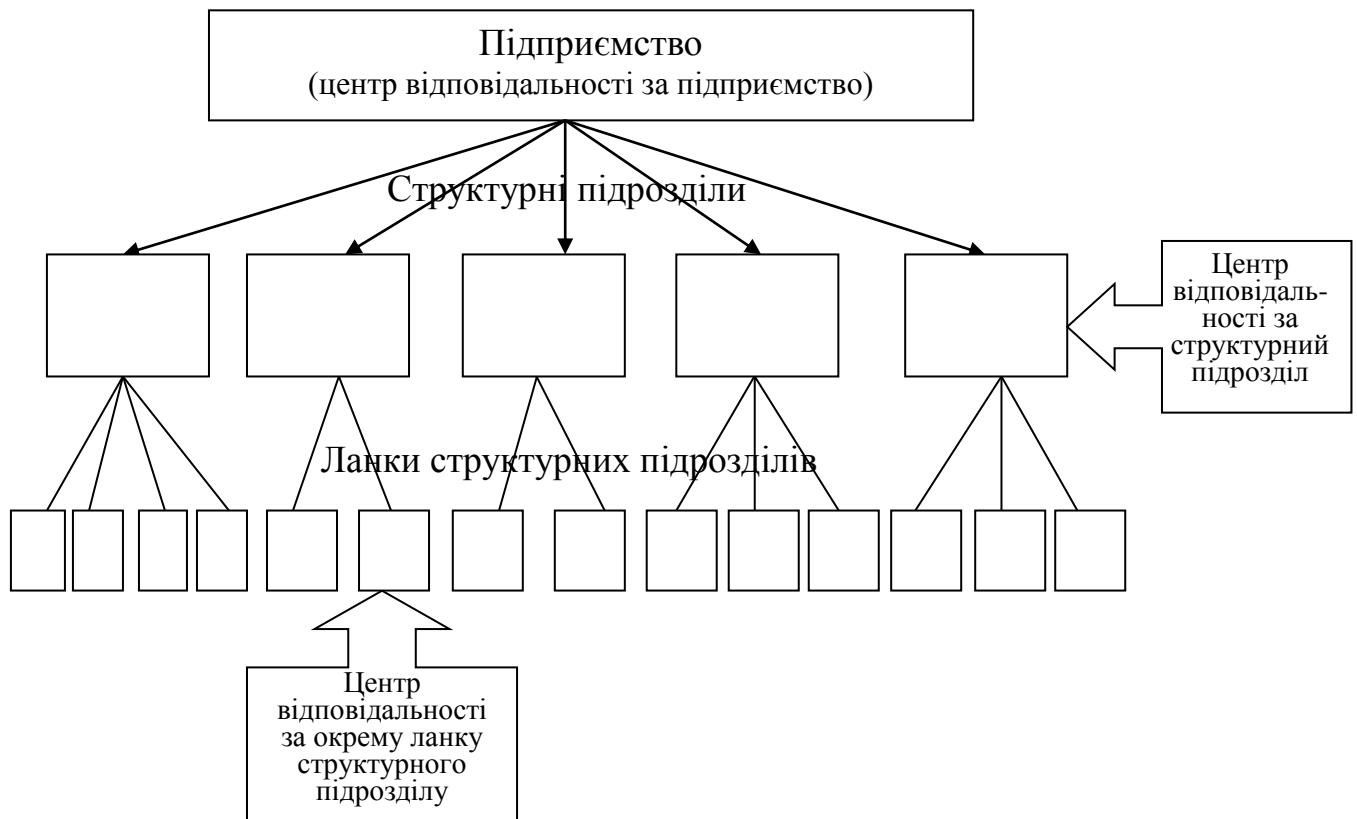 Підприємство
(центр відповідальності за підприємство)
Структурні підрозділи
Центр
відповідаль-
ності за
структурний
підрозділ
Ланки структурних підрозділів
Центр
відповідальності
за окрему ланку
структурного
підрозділу